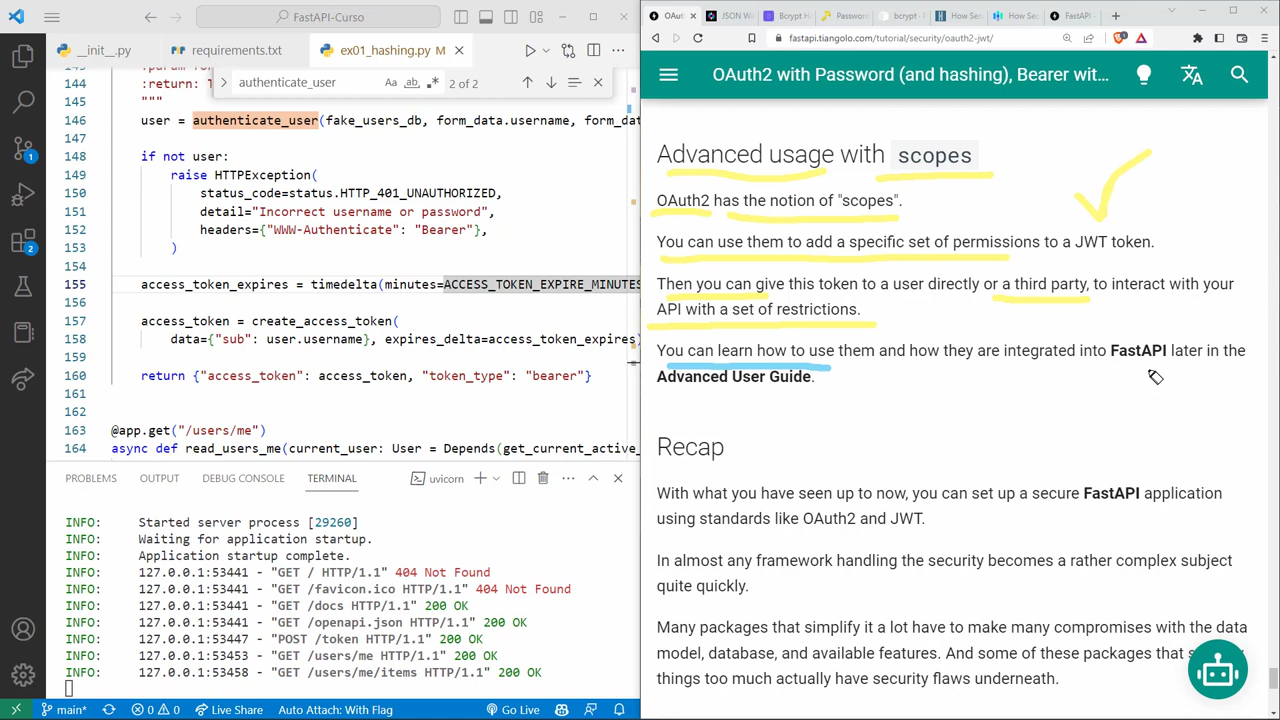 FastAPI-Curso
__init__.py
requirements.txt
ex01_hashing.py M
authenticate_user
Aa
ab
2 of 2
144 :return: T
145 """
146 user = authenticate_user(fake_users_db, form_data.username, form_dat
147
148 if not user:
149 raise HTTPException(
150 status_code=status.HTTP_401_UNAUTHORIZED,
151 detail="Incorrect username or password",
152 headers={"WWW-Authenticate": "Bearer"},
153 )
154
155 access_token_expires = timedelta(minutes=ACCESS_TOKEN_EXPIRE_MINUTES
156
157 access_token = create_access_token(
158 data={"sub": user.username}, expires_delta=access_token_expires)
159
160 return {"access_token": access_token, "token_type": "bearer"}
161
162
163 @app.get("/users/me")
164 async def read_users_me(current_user: User = Depends(get_current_active_
PROBLEMS OUTPUT DEBUG CONSOLE TERMINAL uvicorn
INFO: Started server process [29260]
INFO: Waiting for application startup.
INFO: Application startup complete.
INFO: 127.0.0.1:53441 - "GET / HTTP/1.1" 404 Not Found
INFO: 127.0.0.1:53441 - "GET /favicon.ico HTTP/1.1" 404 Not Found
INFO: 127.0.0.1:53441 - "GET /docs HTTP/1.1" 200 OK
INFO: 127.0.0.1:53441 - "GET /openapi.json HTTP/1.1" 200 OK
INFO: 127.0.0.1:53447 - "POST /token HTTP/1.1" 200 OK
INFO: 127.0.0.1:53453 - "GET /users/me HTTP/1.1" 200 OK
INFO: 127.0.0.1:53458 - "GET /users/me/items HTTP/1.1" 200 OK
1
2
main* 0 0 Live Share Auto Attach: With Flag Go Live
OAut JSON We Bcrypt H Password bcrypt - How Sec How Sec FastAPI -
fastapi.tiangolo.com/tutorial/security/oauth2-jwt/
OAuth2 with Password (and hashing), Bearer wit...
Advanced usage with scopes
OAuth2 has the notion of "scopes".
You can use them to add a specific set of permissions to a JWT token.
Then you can give this token to a user directly or a third party, to interact with your
API with a set of restrictions.
You can learn how to use them and how they are integrated into FastAPI later in the
Advanced User Guide.
Recap
With what you have seen up to now, you can set up a secure FastAPI application
using standards like OAuth2 and JWT.
In almost any framework handling the security becomes a rather complex subject
quite quickly.
Many packages that simplify it a lot have to make many compromises with the data
model, database, and available features. And some of these packages that s
things too much actually have security flaws underneath.